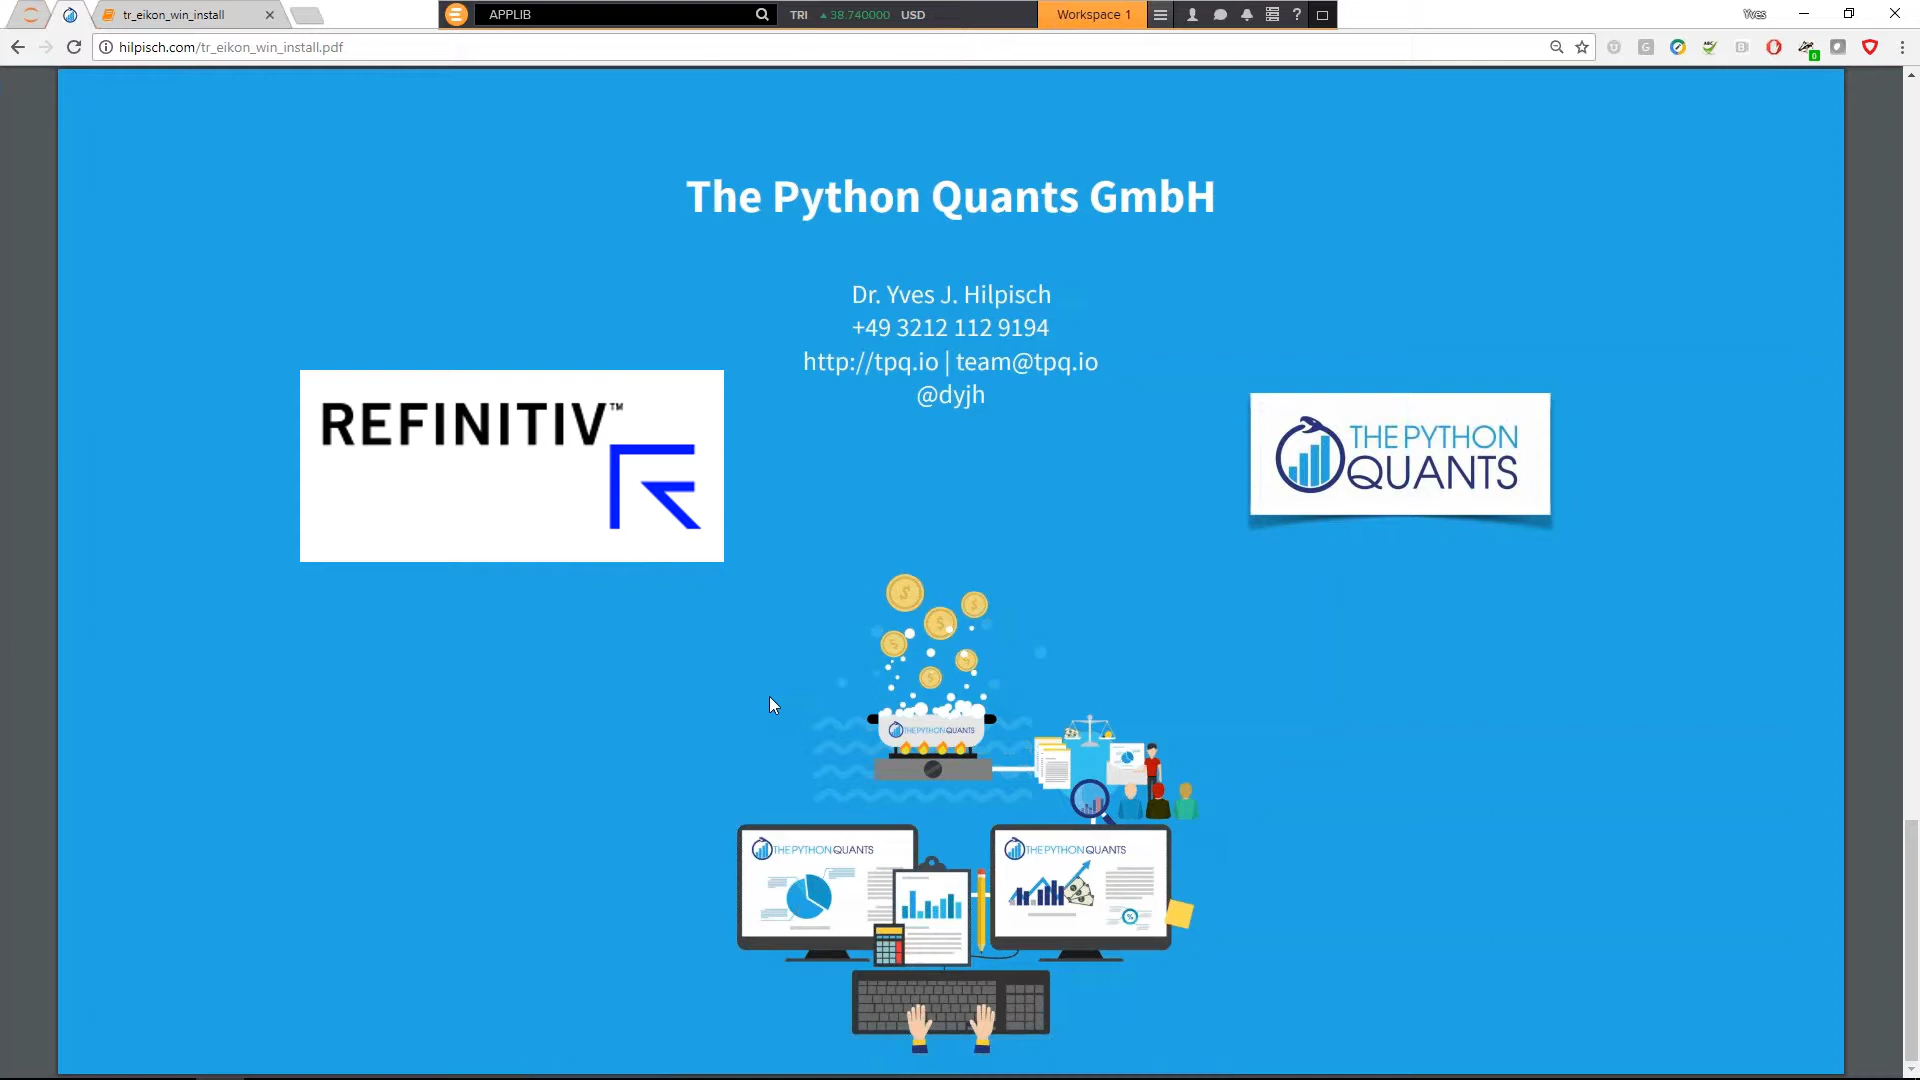 tr_eikon_win_install
APPLIB
TRI
38.740000
USD
Workspace 1
?
Yves
hilpisch.com/tr_eikon_win_install.pdf
0
The Python Quants GmbH
Dr. Yves J. Hilpisch
+49 3212 112 9194
http://tpq.io | team@tpq.io
@dyjh
REFINITIV™
THE PYTHON
QUANTS
THE PYTHON QUANTS
THE PYTHON QUANTS
THE PYTHON QUANTS